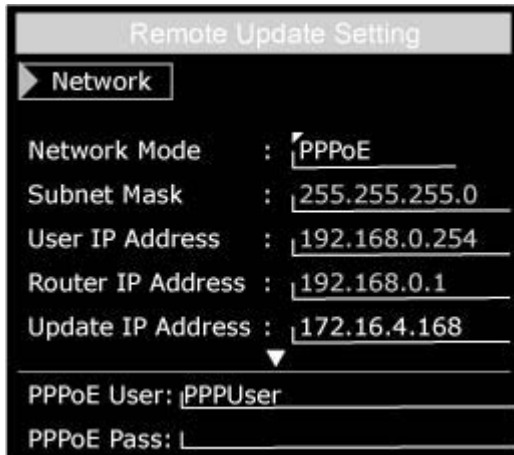 Remote Update Setting
Network
Network Mode : PPPoE
Subnet Mask : 255.255.255.0
User IP Address : 192.168.0.254
Router IP Address : 192.168.0.1
Update IP Address : 172.16.4.168
PPPoE User: PPPUser
PPPoE Pass: